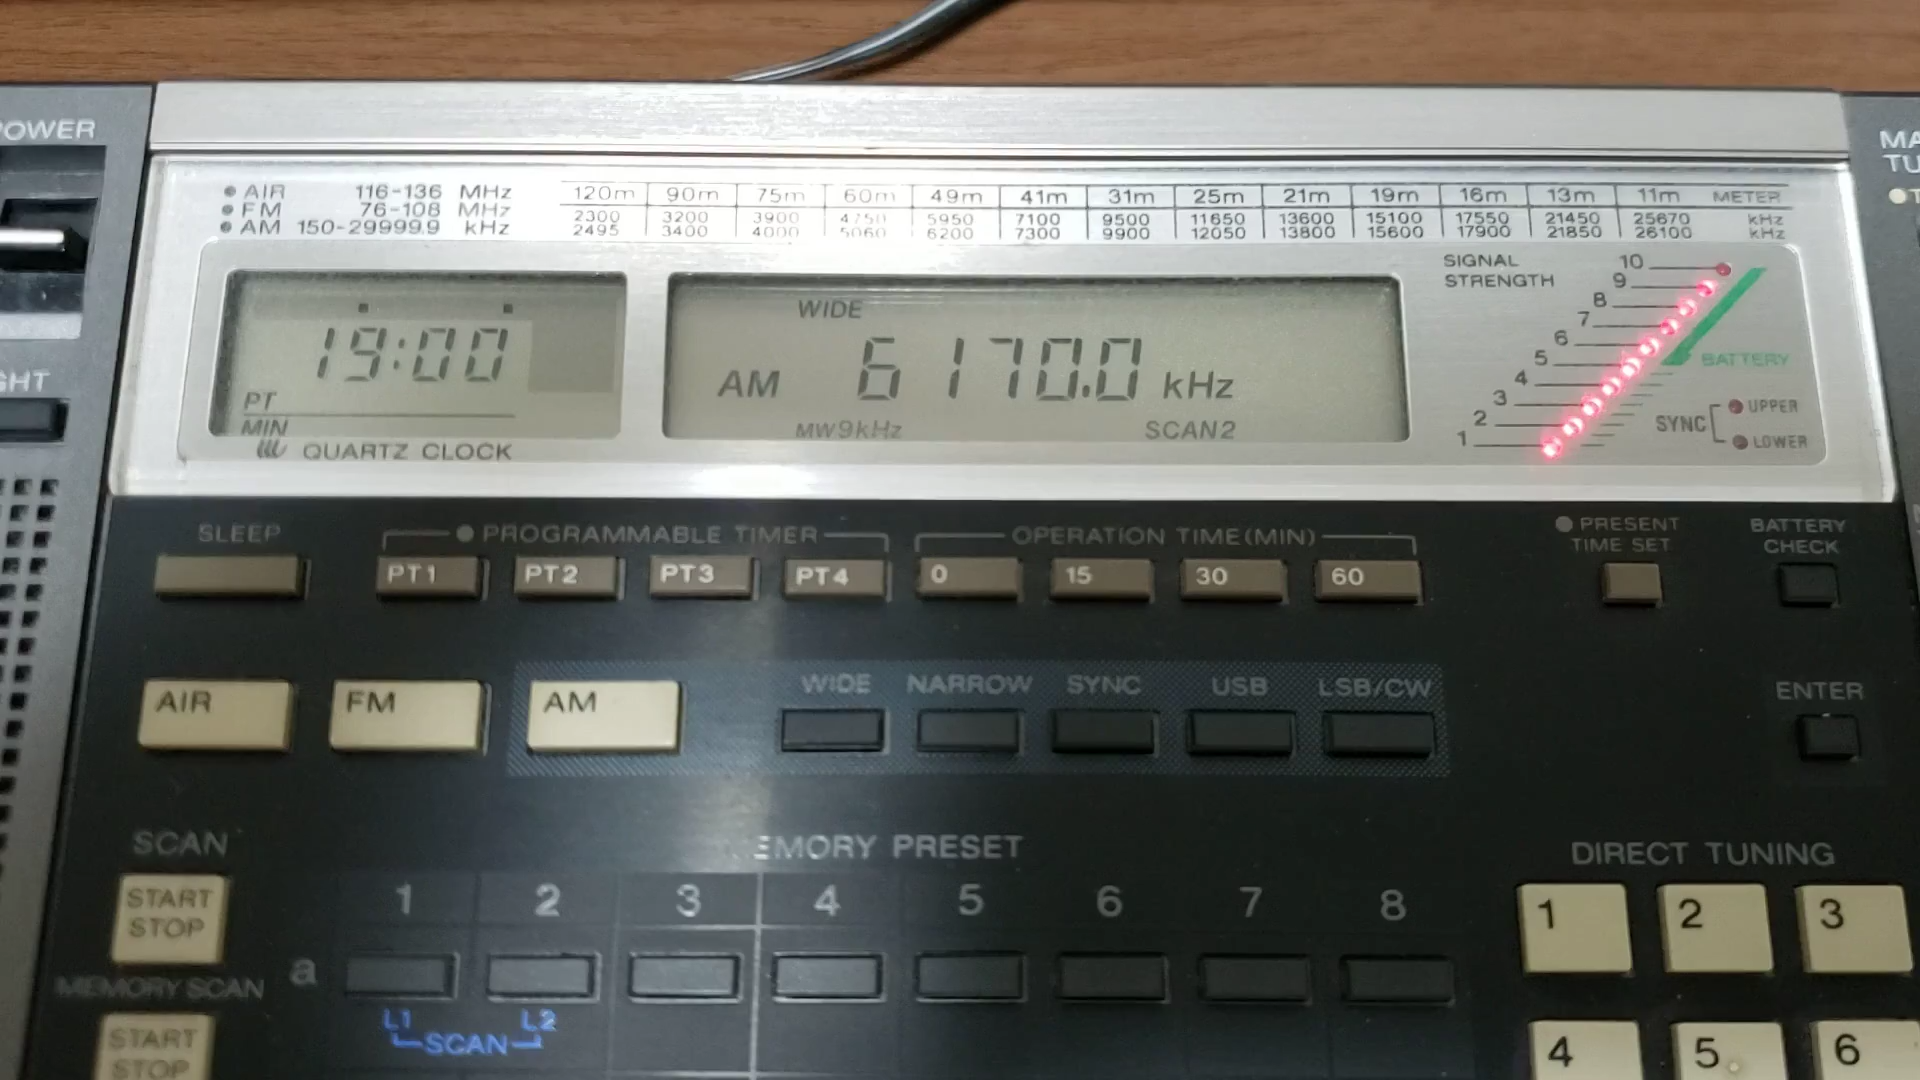 POWER
● AIR 116-136 MHz
● FM 76-108 MHz
● AM 150-29999.9 kHz
120m 90m 75m 60m 49m 41m 31m 25m 21m 19m 16m 13m 11m METER
2300 3200 3900 4750 5950 7100 9500 11650 13600 15100 17550 21450 25670 kHz
2495 3400 4000 5060 6200 7300 9900 12050 13800 15600 17900 21850 26100 kHz
19:00
PT
MIN
QUARTZ CLOCK
WIDE
AM 6170.0 kHz
MW9kHz SCAN2
SIGNAL
STRENGTH
10
9
8
7
6
5
4
3
2
1
BATTERY
SYNC
UPPER
LOWER
SLEEP
● PROGRAMMABLE TIMER
OPERATION TIME(MIN)
● PRESENT
TIME SET
BATTERY
CHECK
PT1 PT2 PT3 PT4 0 15 30 60
AIR FM AM
WIDE NARROW SYNC USB LSB/CW
ENTER
SCAN
START
STOP
EMORY PRESET
1 2 3 4 5 6 7 8
a
L1 L2
SCAN
MEMORY SCAN
START
STOP
DIRECT TUNING
1 2 3
4 5 6